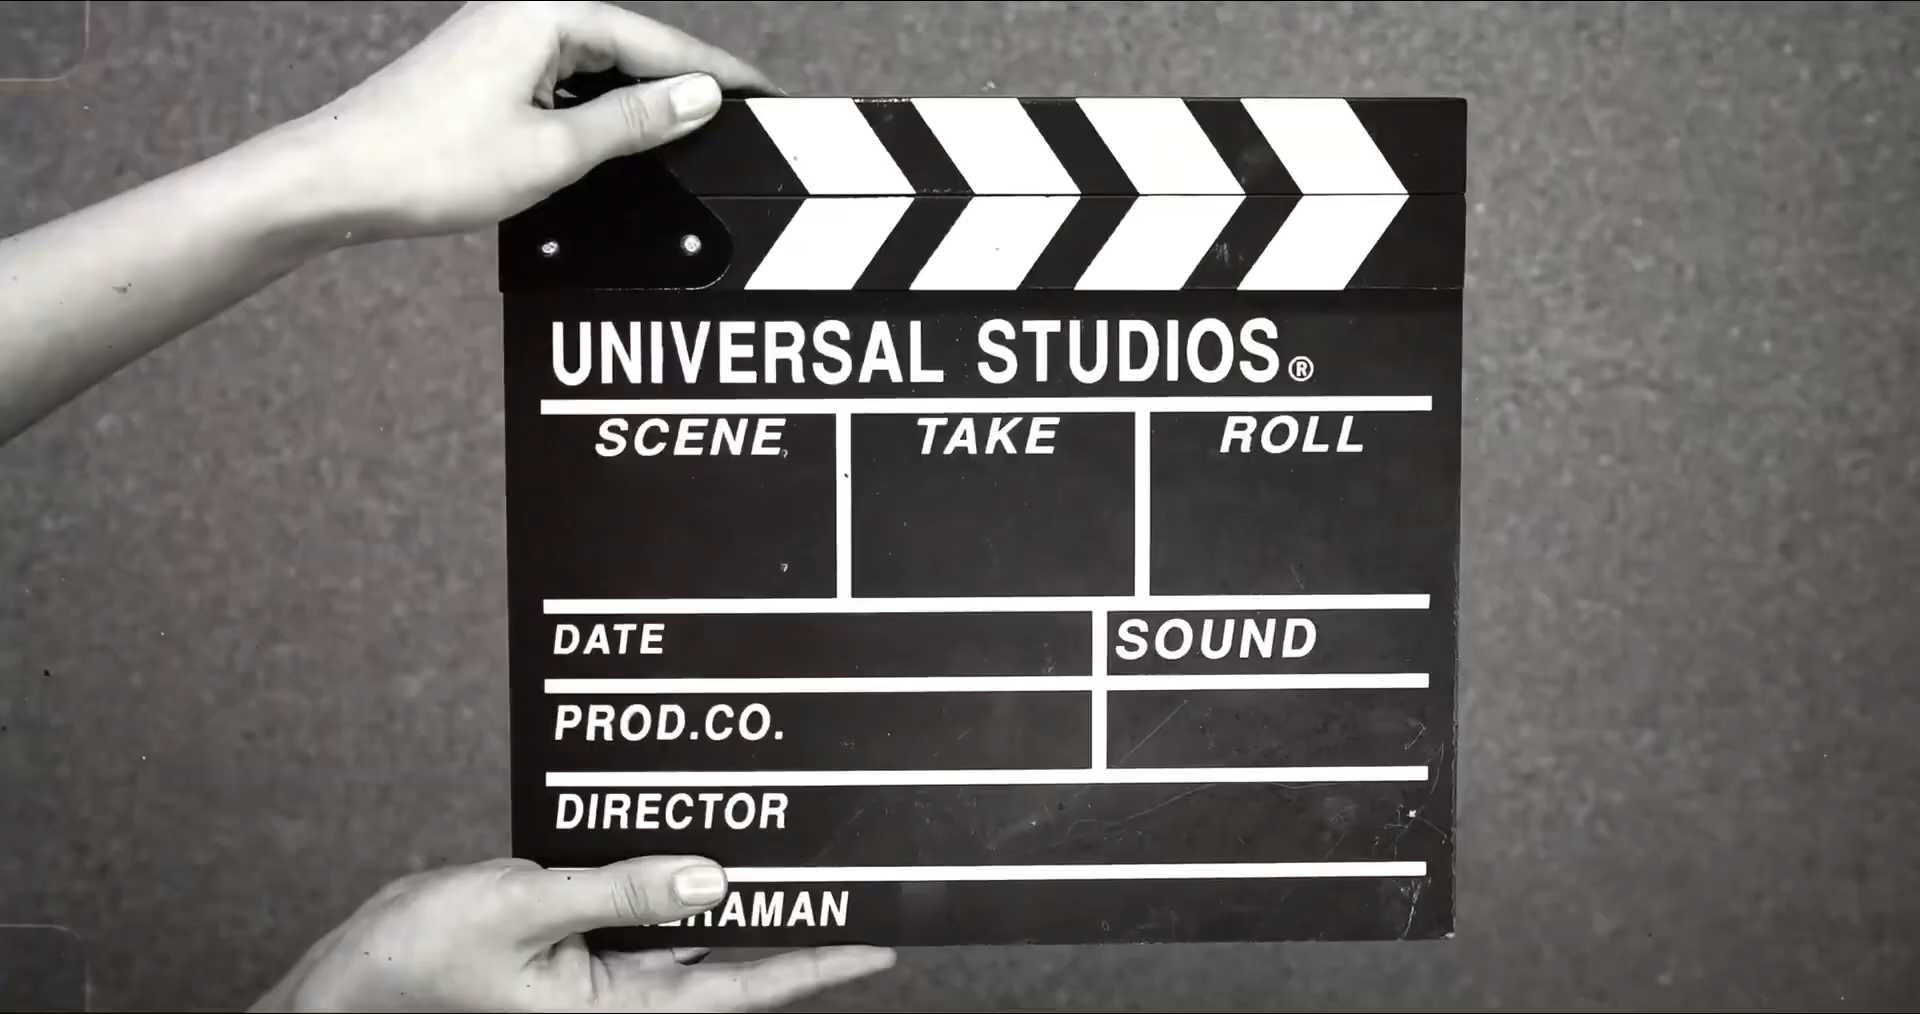 UNIVERSAL STUDIOS®
SCENE TAKE ROLL
DATE SOUND
PROD.CO.
DIRECTOR